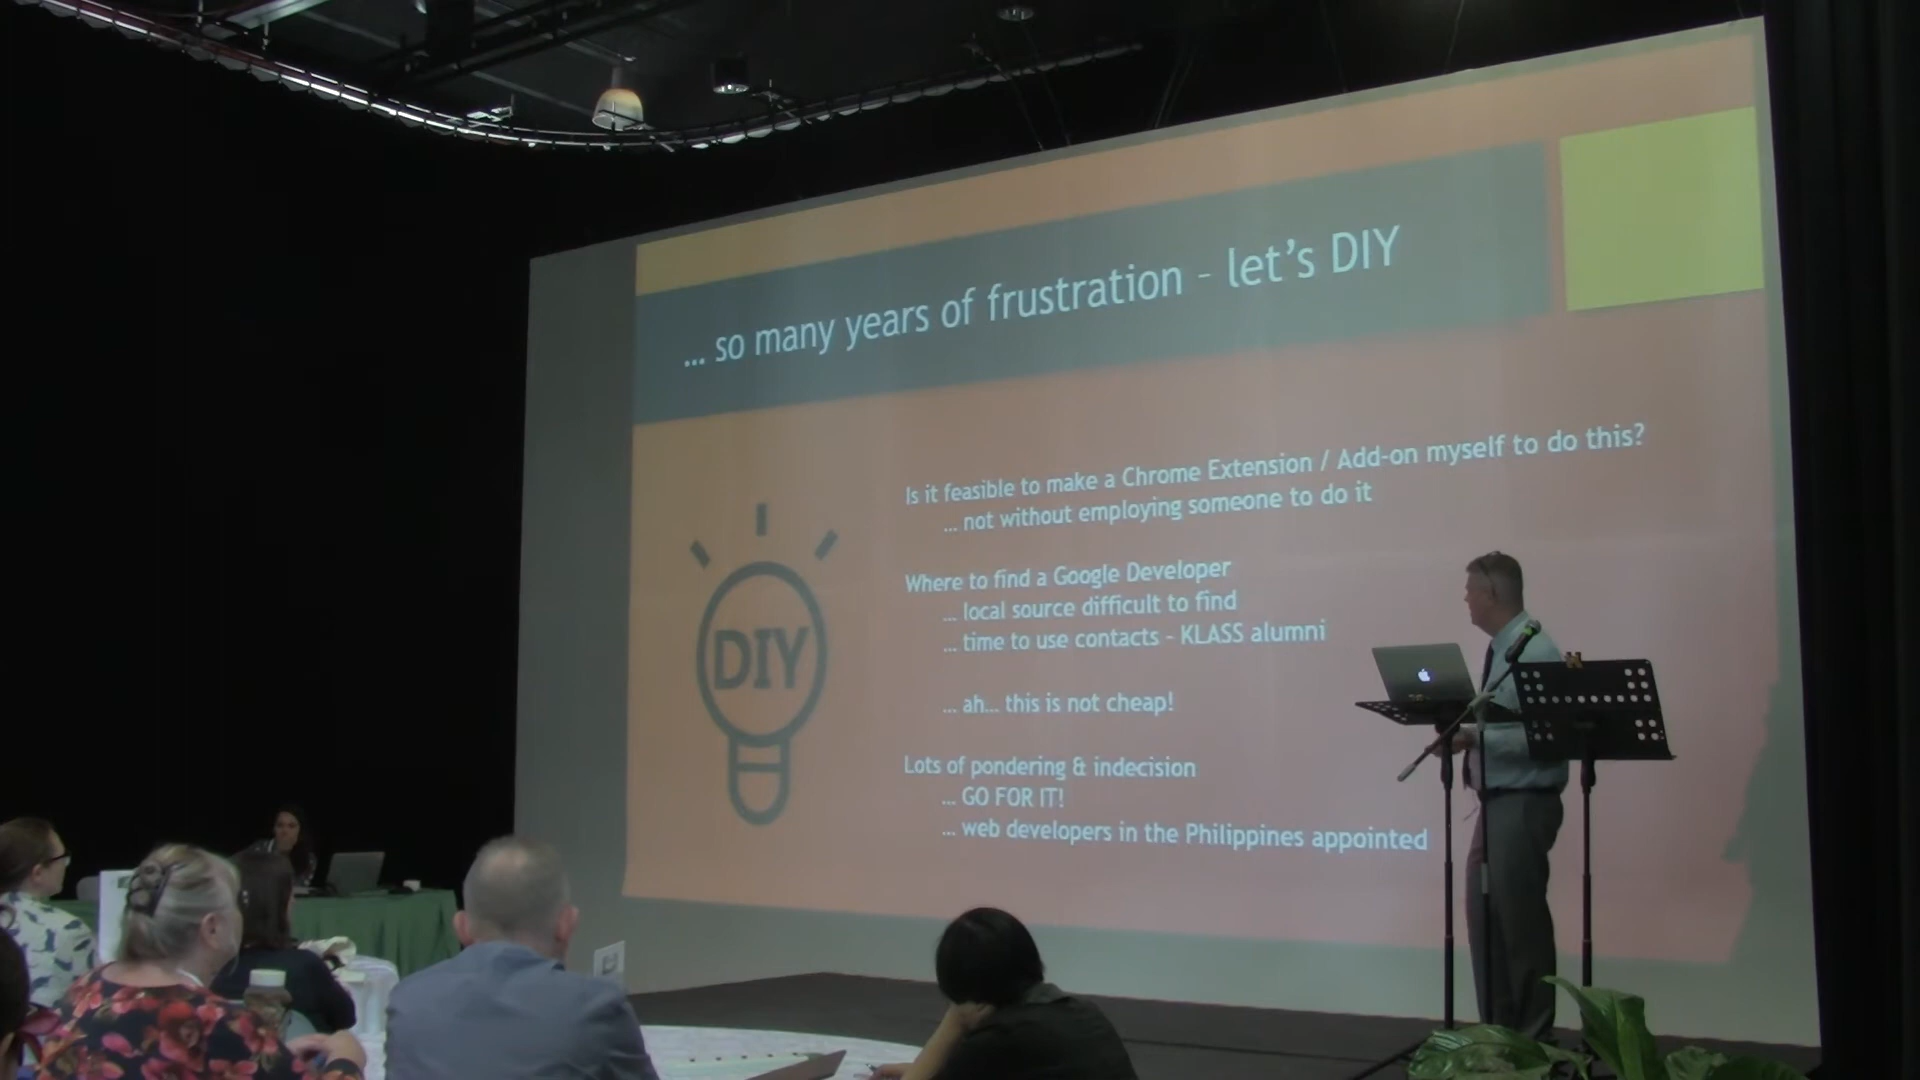 ... so many years of frustration - let's DIY
Is it feasible to make a Chrome Extension / Add-on myself to do this?
... not without employing someone to do it
Where to find a Google Developer
... local source difficult to find
... time to use contacts - KLASS alumni
... ah... this is not cheap!
Lots of pondering & indecision
... GO FOR IT!
... web developers in the Philippines appointed
DIY